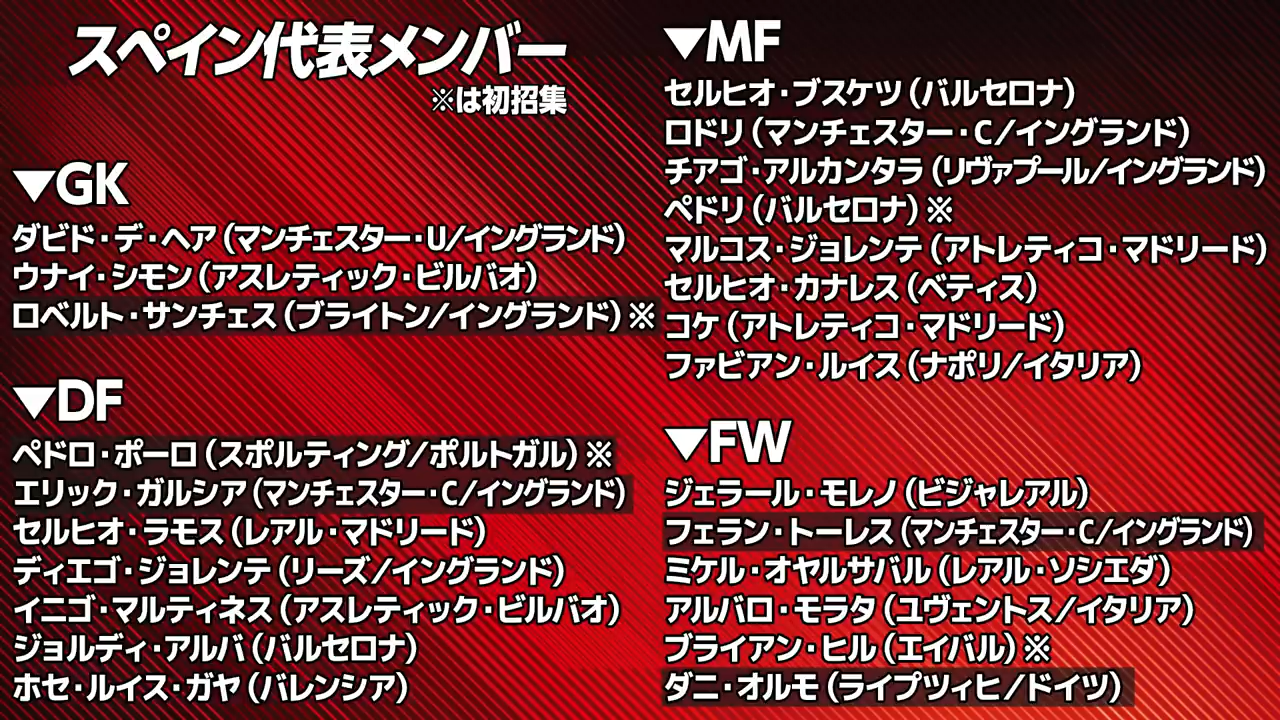 スペイン代表メンバー
※は初招集
▼GK
ダビド・デ・ヘア（マンチェスター・U/イングランド）
ウナイ・シモン（アスレティック・ビルバオ）
ロベルト・サンチェス（ブライトン/イングランド）※
▼DF
ペドロ・ポーロ（スポルティング/ポルトガル）※
エリック・ガルシア（マンチェスター・C/イングランド）
セルヒオ・ラモス（レアル・マドリード）
ディエゴ・ジョレンテ（リーズ/イングランド）
イニゴ・マルティネス（アスレティック・ビルバオ）
ジョルディ・アルバ（バルセロナ）
ホセ・ルイス・ガヤ（バレンシア）
▼MF
セルヒオ・ブスケツ（バルセロナ）
ロドリ（マンチェスター・C/イングランド）
チアゴ・アルカンタラ（リヴァプール/イングランド）
ペドリ（バルセロナ）※
マルコス・ジョレンテ（アトレティコ・マドリード）
セルヒオ・カナレス（ベティス）
コケ（アトレティコ・マドリード）
ファビアン・ルイス（ナポリ/イタリア）
▼FW
ジェラール・モレノ（ビジャレアル）
フェラン・トーレス（マンチェスター・C/イングランド）
ミケル・オヤルサバル（レアル・ソシエダ）
アルバロ・モラタ（ユヴェントス/イタリア）
ブライアン・ヒル（エイバル）※
ダニ・オルモ（ライプツィヒ/ドイツ）